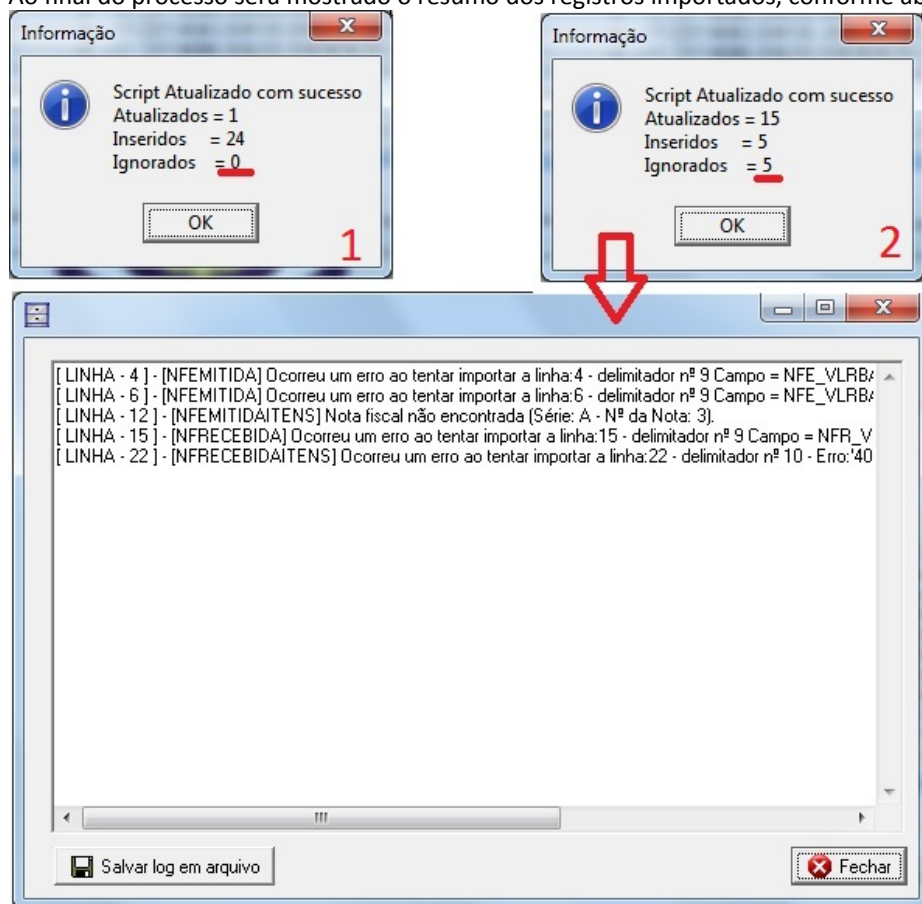 Ao final do processo será mostrado o resumo dos registros importados, conforme ab
Informação
X
Script Atualizado com sucesso
Atualizados = 1
Inseridos = 24
Ignorados = 0
OK
1
Informação
X
Script Atualizado com sucesso
Atualizados = 15
Inseridos = 5
Ignorados = 5
OK
2
[ LINHA - 4 ] - [NFEMITIDA] Ocorreu um erro ao tentar importar a linha:4 - delimitador nº 9 Campo = NFE_VLRBA
[ LINHA - 6 ] - [NFEMITIDA] Ocorreu um erro ao tentar importar a linha:6 - delimitador nº 9 Campo = NFE_VLRBA
[ LINHA - 12 ] - [NFEMITIDAITENS] Nota fiscal não encontrada (Série: A - Nº da Nota: 3).
[ LINHA - 15 ] - [NFRECEBIDA] Ocorreu um erro ao tentar importar a linha:15 - delimitador nº 9 Campo = NFR_V
[ LINHA - 22 ] - [NFRECEBIDAITENS] Ocorreu um erro ao tentar importar a linha:22 - delimitador nº 10 - Erro:'40
Salvar log em arquivo
Fechar